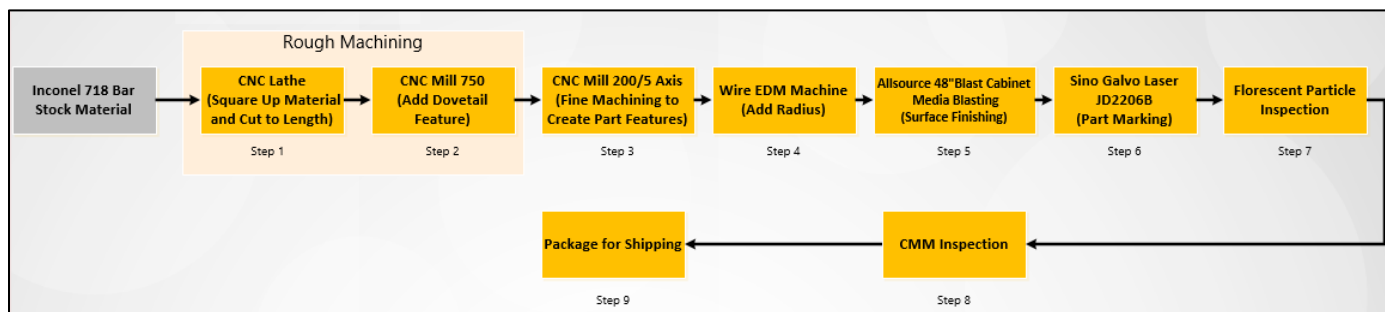 Rough Machining
Inconel 718 Bar
Stock Material
CNC Lathe
(Square Up Material
and Cut to Length)
Step 1
CNC Mill 750
(Add Dovetail
Feature)
Step 2
CNC Mill 200/5 Axis
(Fine Machining to
Create Part Features)
Step 3
Wire EDM Machine
(Add Radius)
Step 4
Allsource 48"Blast Cabinet
Media Blasting
(Surface Finishing)
Step 5
Sino Galvo Laser
JD2206B
(Part Marking)
Step 6
Florescent Particle
Inspection
Step 7
CMM Inspection
Step 8
Package for Shipping
Step 9